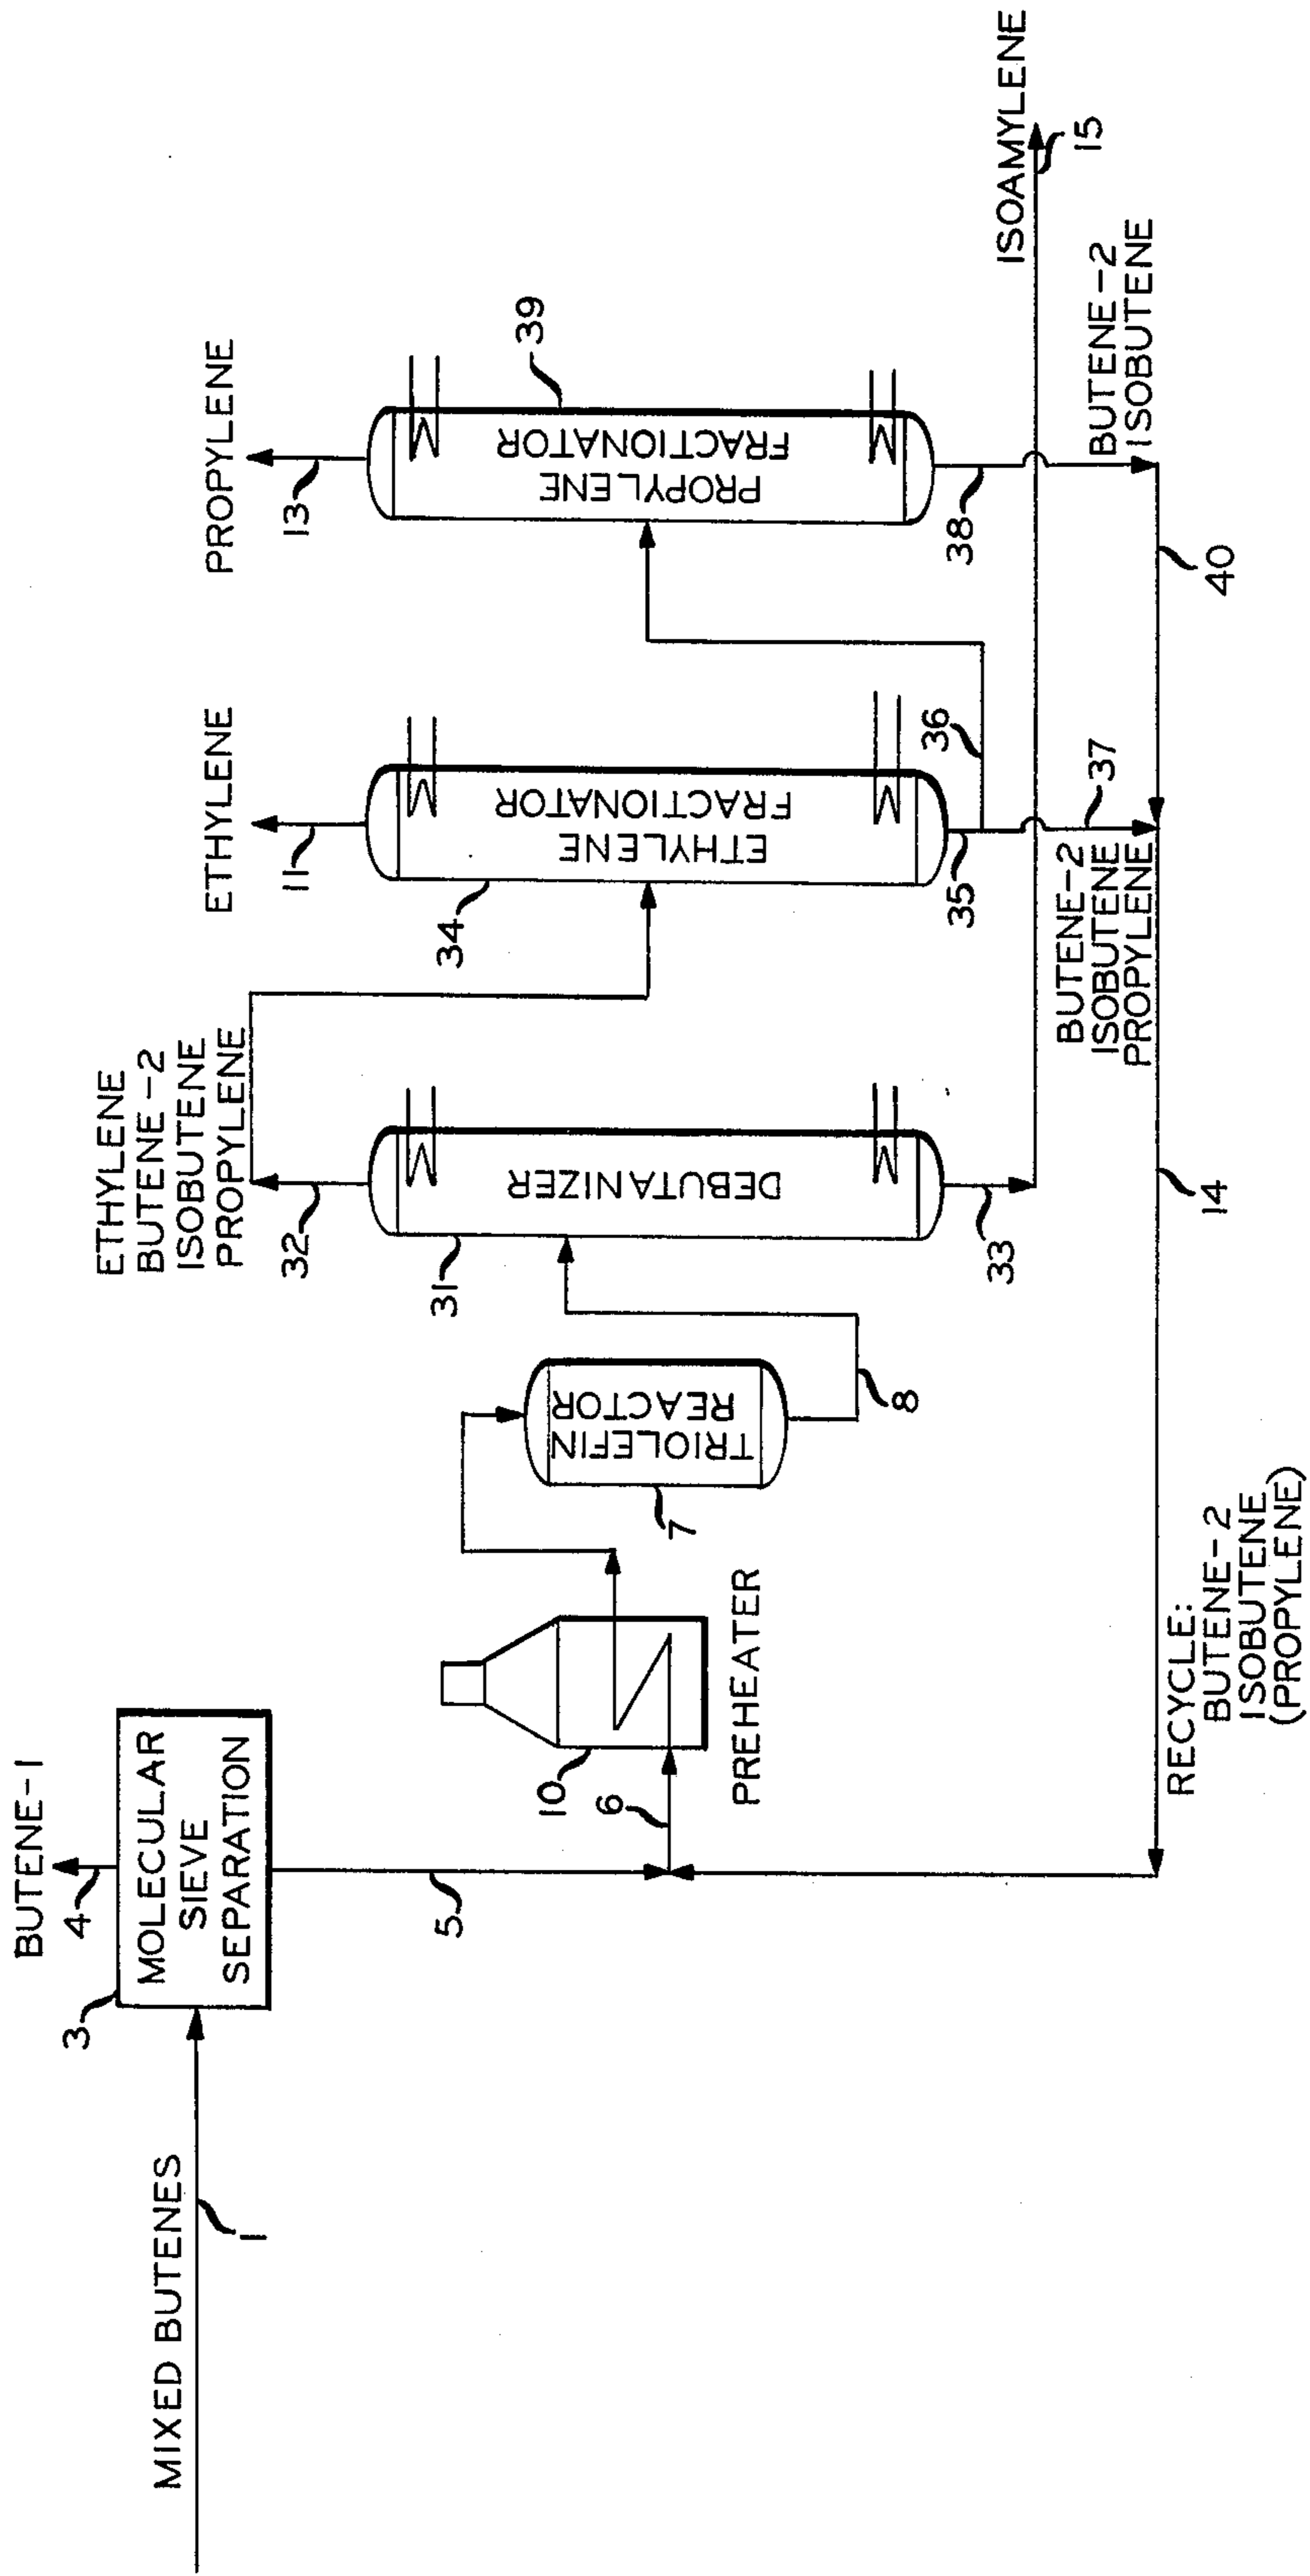 MIXED BUTENES
1
3
BUTENE-1
4
MOLECULAR
SIEVE
SEPARATION
5
6
10
PREHEATER
7
TRIOLEFIN
REACTOR
8
ETHYLENE
BUTENE-2
ISOBUTENE
PROPYLENE
32
31
DEBUTANIZER
33
ETHYLENE
11
34
ETHYLENE
FRACTIONATOR
35
36
37
BUTENE-2
ISOBUTENE
PROPYLENE
PROPYLENE
13
39
PROPYLENE
FRACTIONATOR
38
ISOAMYLENE
15
BUTENE-2
ISOBUTENE
40
14
RECYCLE:
BUTENE-2
ISOBUTENE
(PROPYLENE)